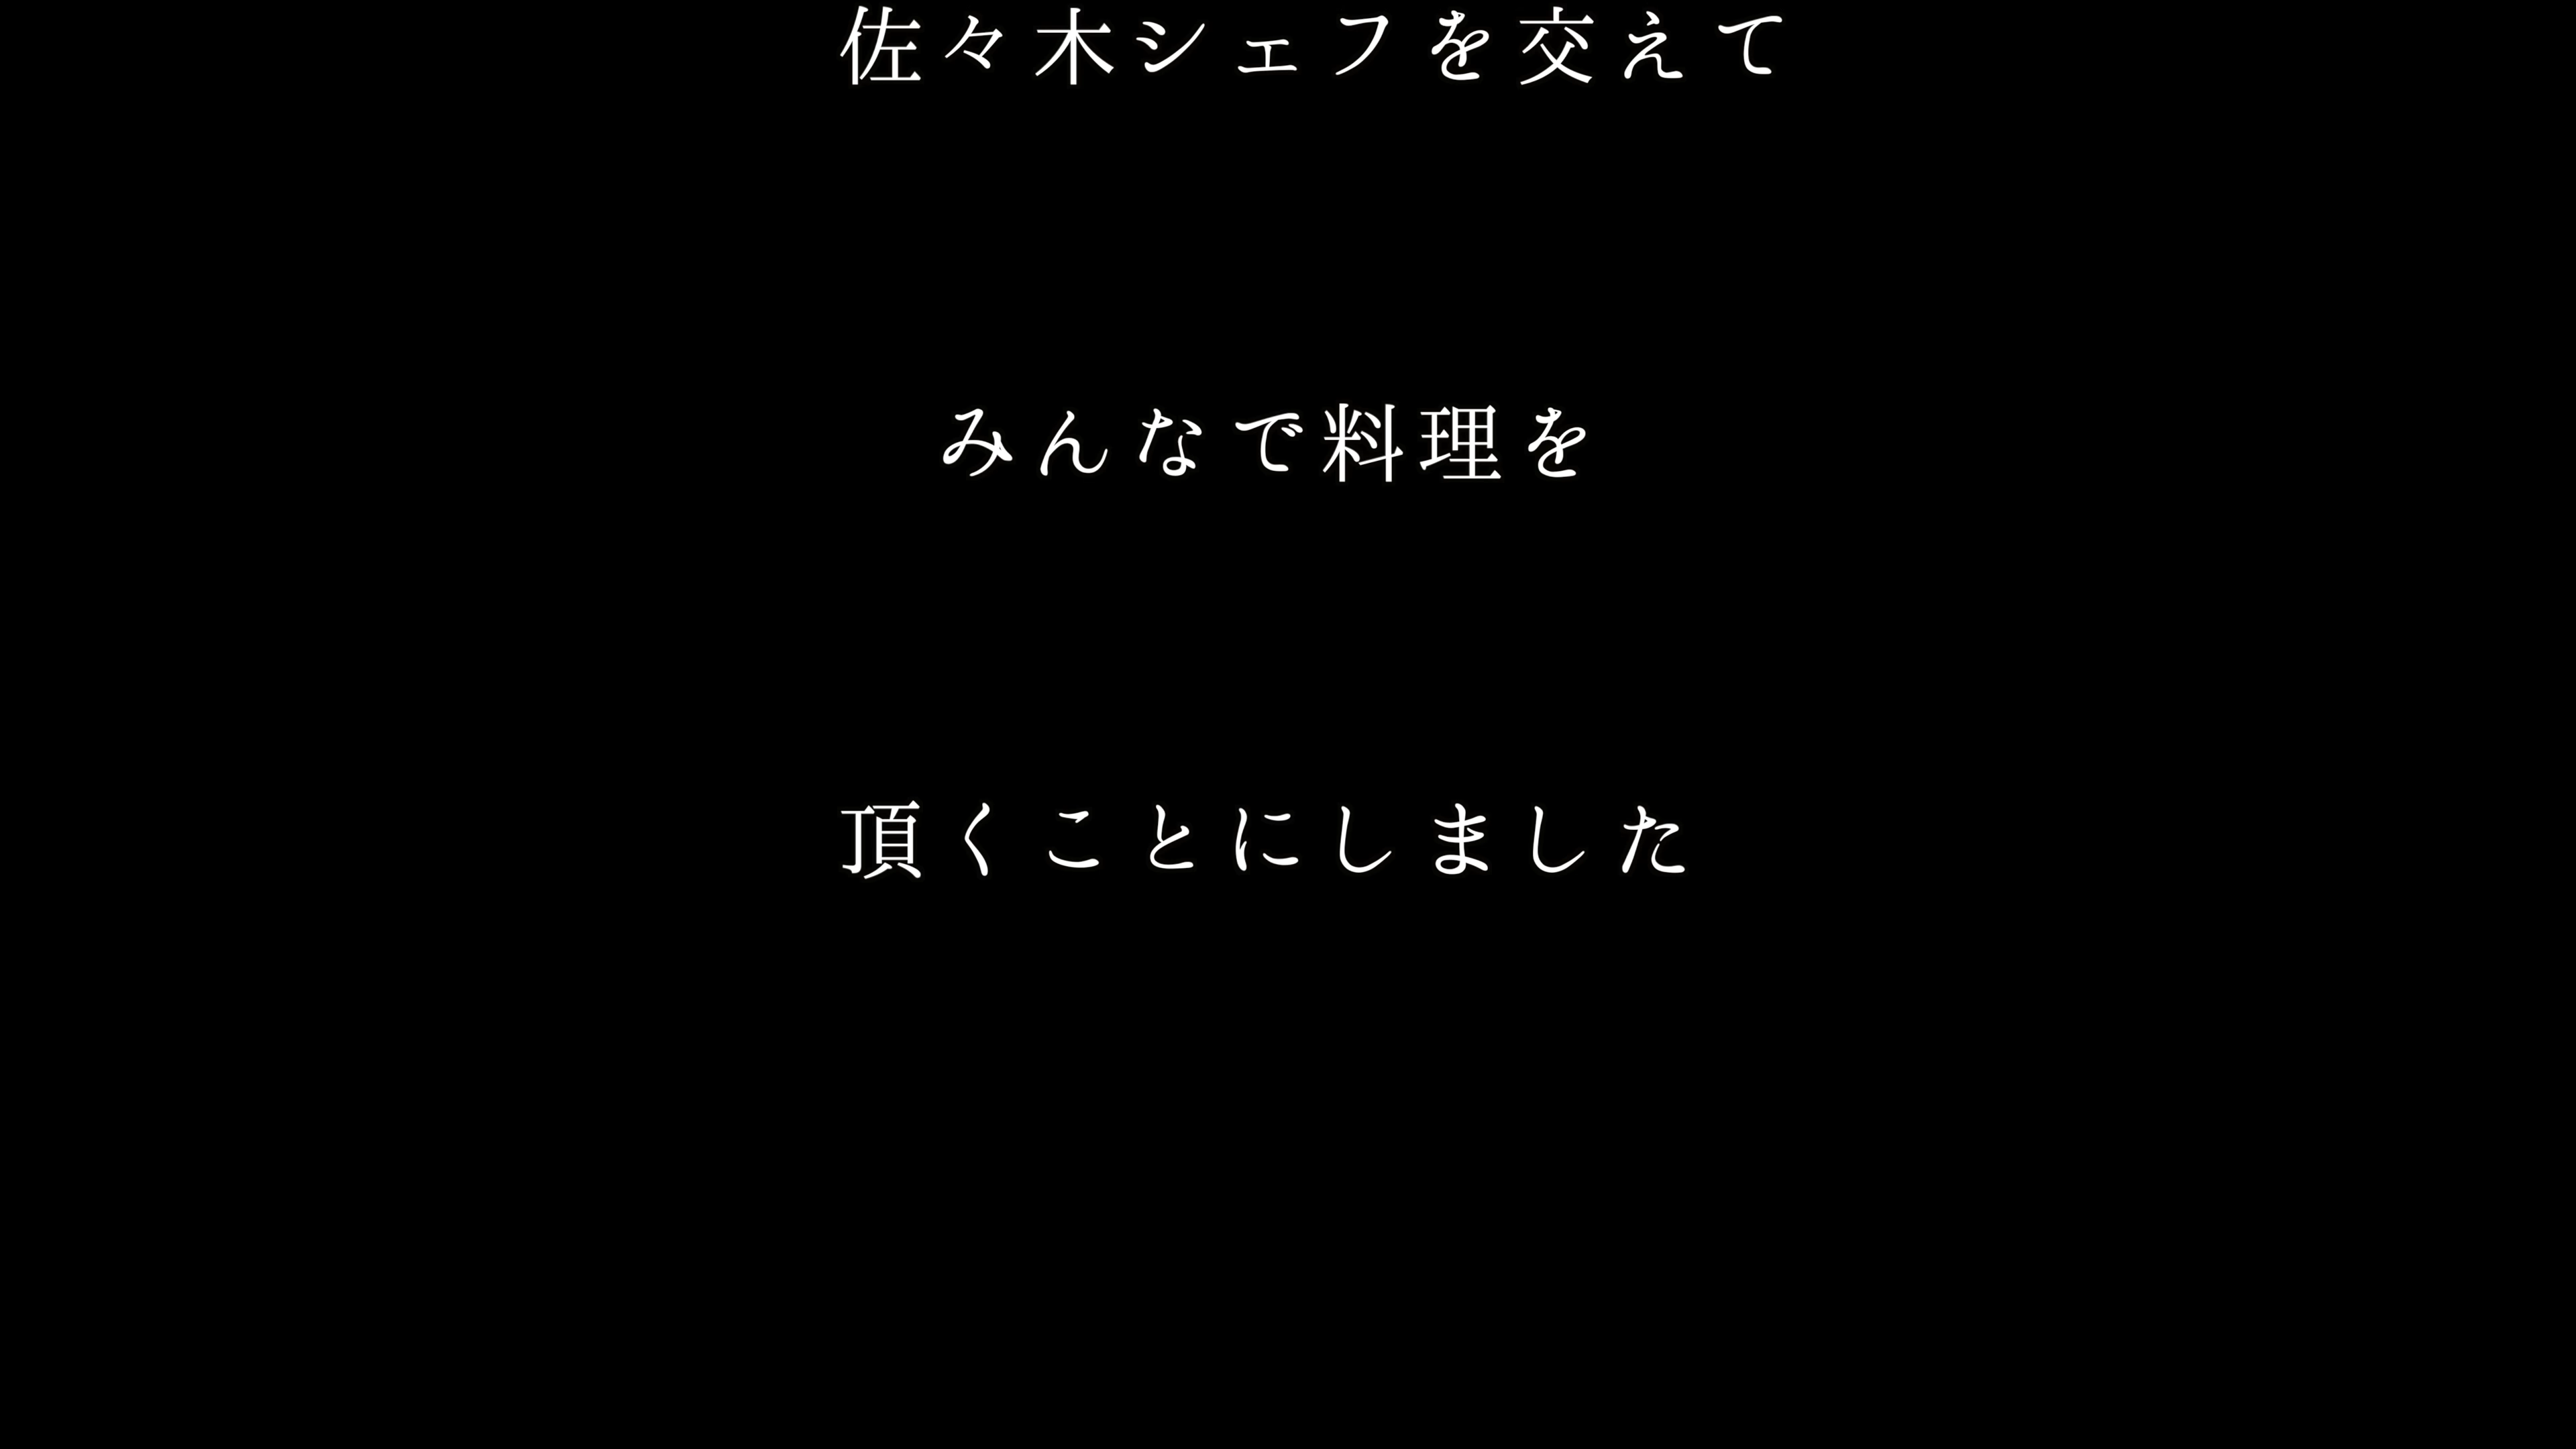 佐々木シェフを交えて
みんなで料理を
頂くことにしました